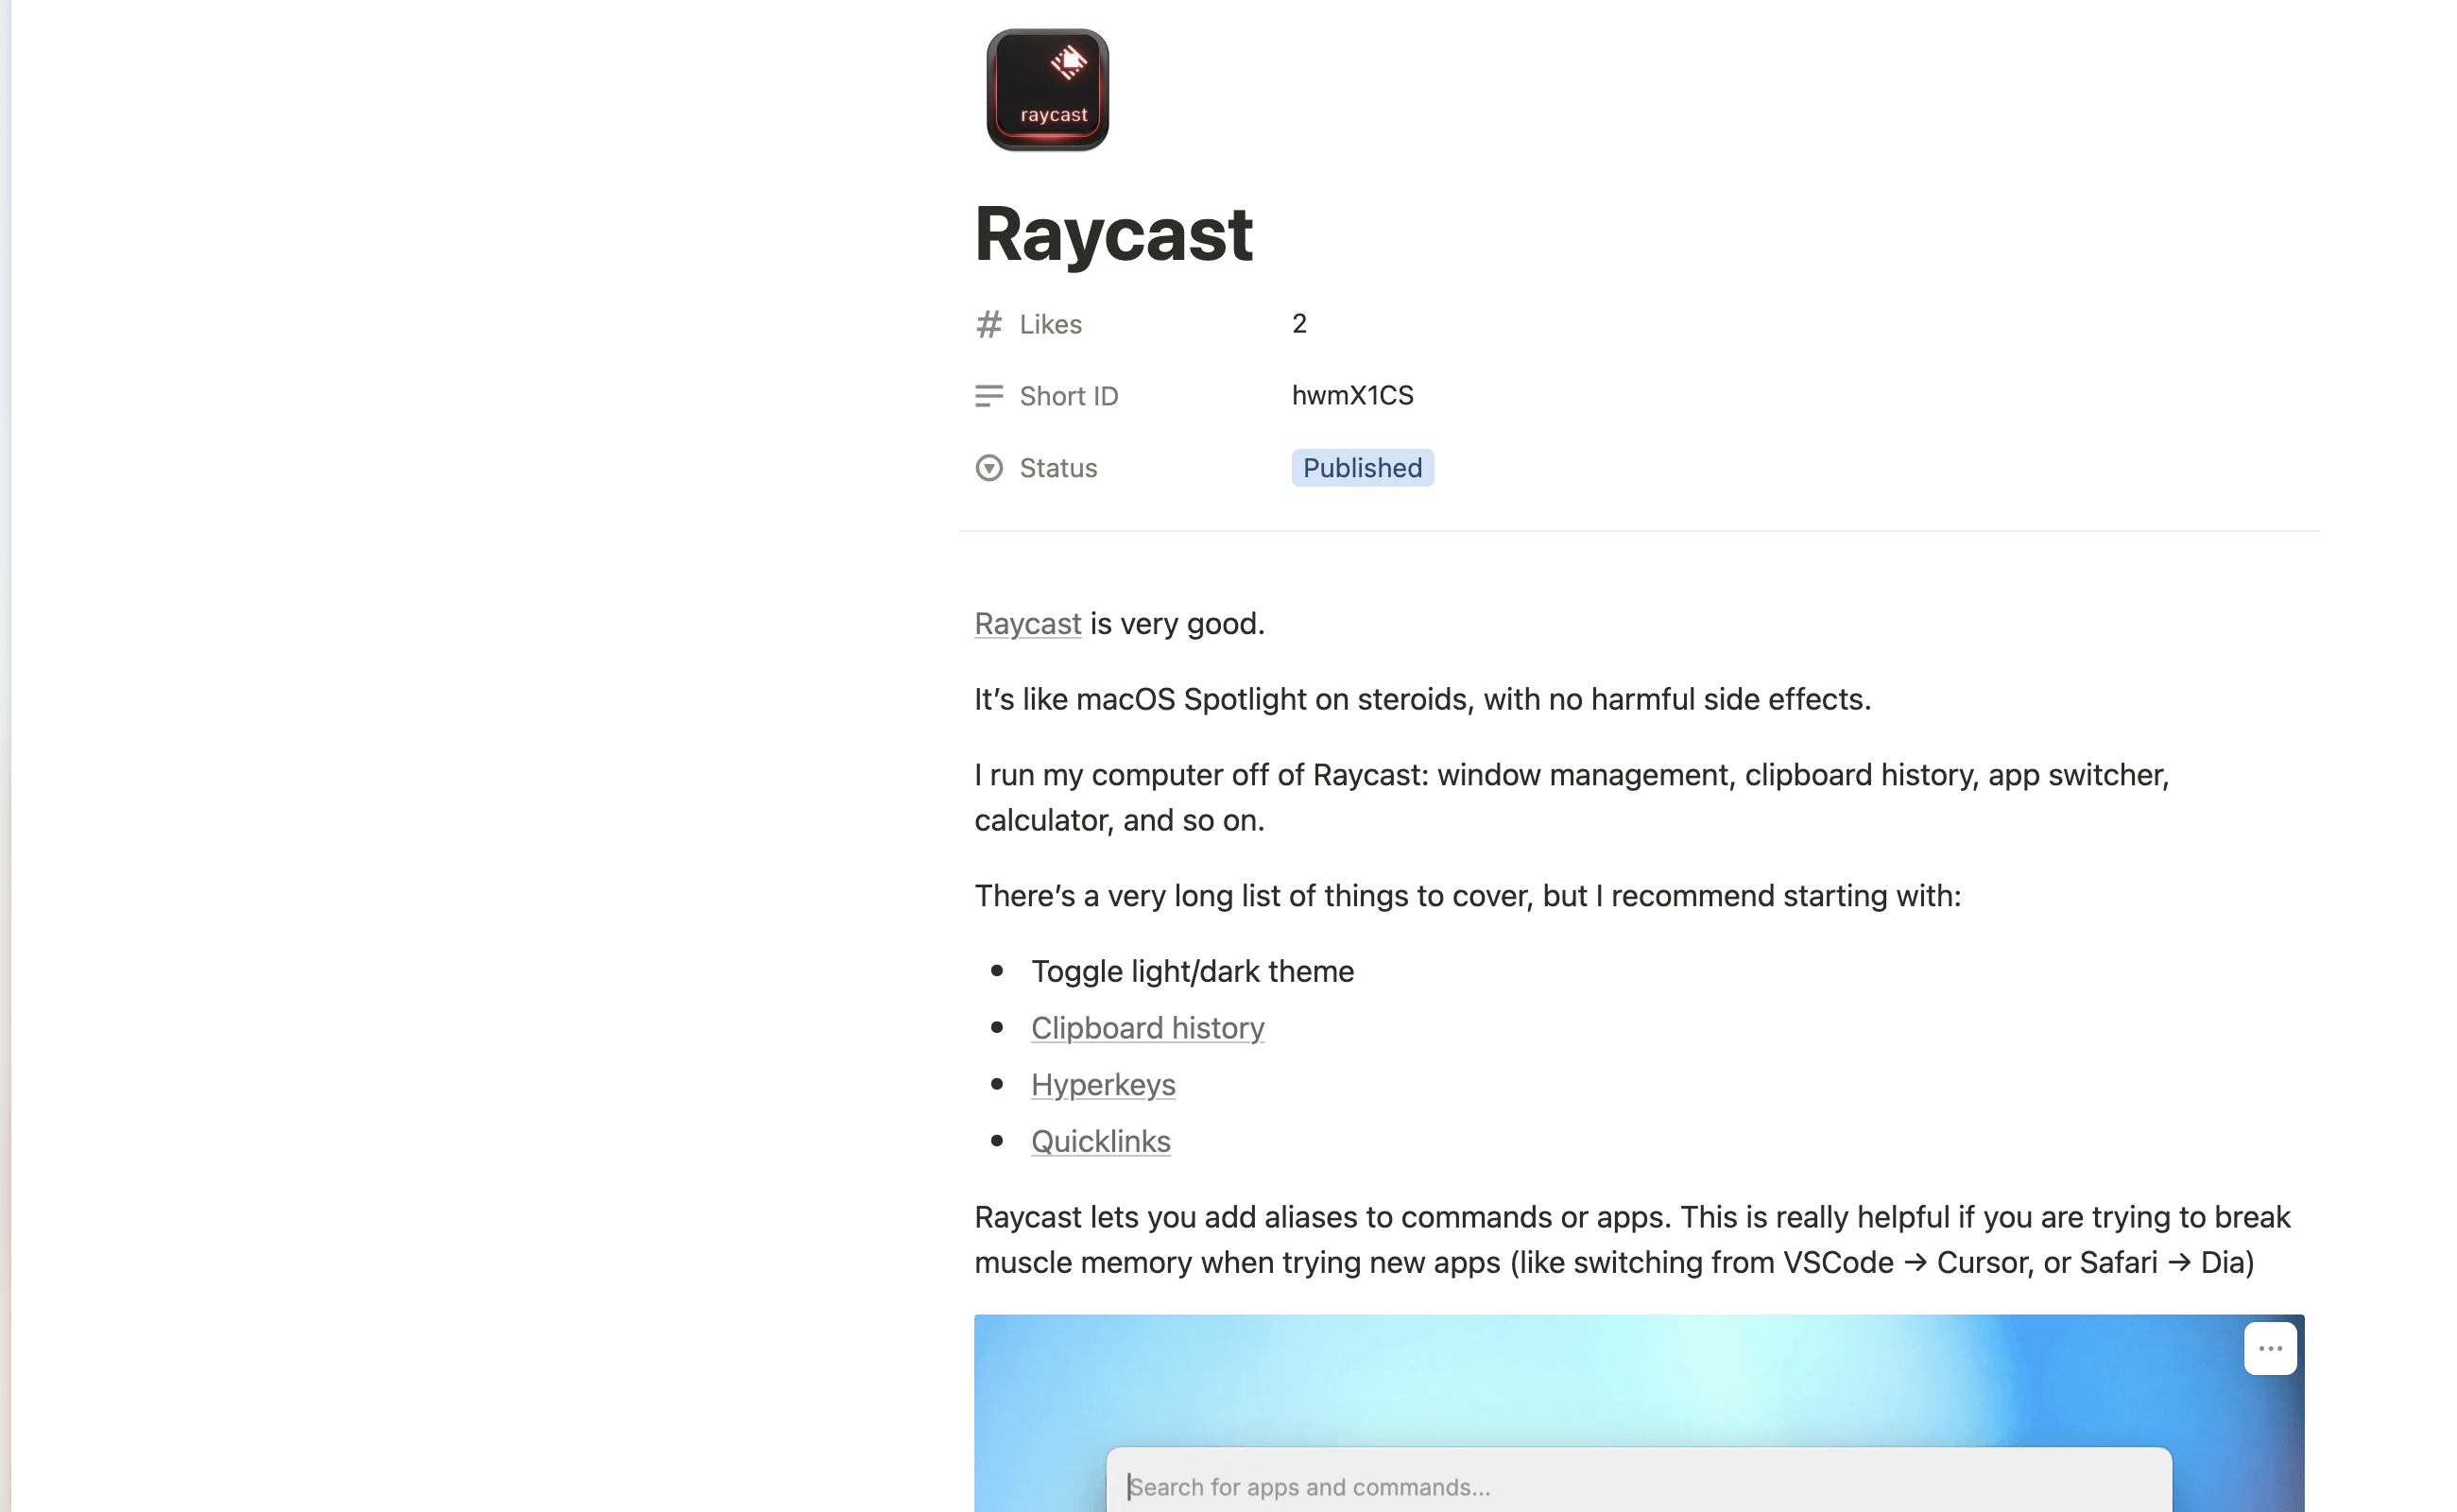 raycast
Raycast
Likes 2
Short ID hwmX1CS
Status Published
Raycast is very good.
It’s like macOS Spotlight on steroids, with no harmful side effects.
I run my computer off of Raycast: window management, clipboard history, app switcher,
calculator, and so on.
There’s a very long list of things to cover, but I recommend starting with:
• Toggle light/dark theme
• Clipboard history
• Hyperkeys
• Quicklinks
Raycast lets you add aliases to commands or apps. This is really helpful if you are trying to break
muscle memory when trying new apps (like switching from VSCode → Cursor, or Safari → Dia)
Search for apps and commands...